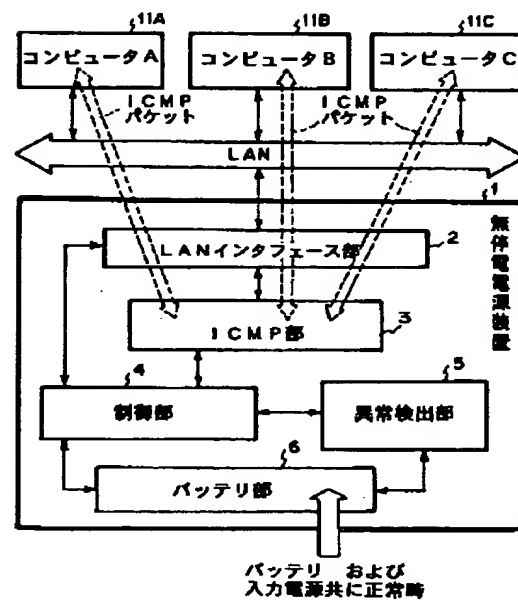 11A
11B
11C
コンピュータA
コンピュータB
コンピュータC
ICMP
パケット
ICMP
パケット
LAN
1
無停電電源装置
LANインタフェース部
2
ICMP部
3
4
制御部
5
異常検出部
6
バッテリ部
バッテリ および
入力電源共に正常時